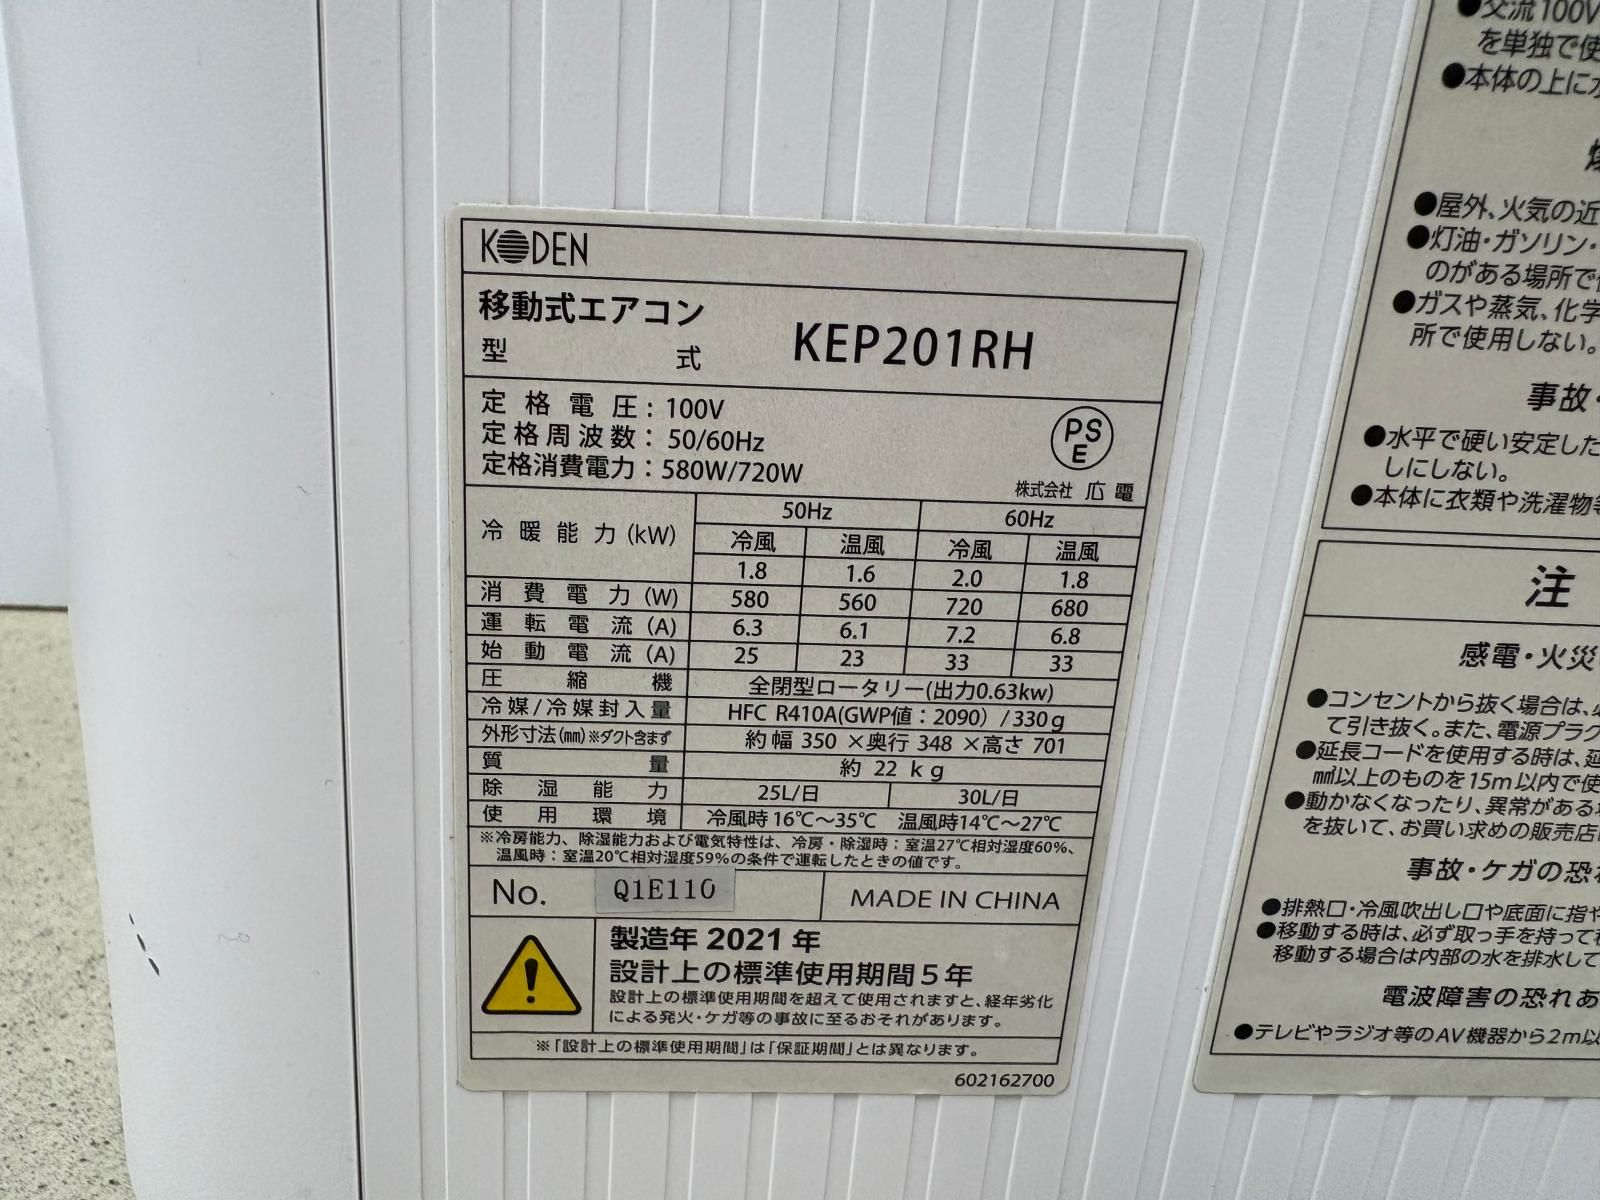 KODEN
移動式エアコン
型式 KEP201RH
定格電圧：100V
定格周波数：50/60Hz
定格消費電力：580W/720W
PSE
株式会社 広電
冷暖能力(kW) 50Hz 60Hz
冷風 温風 冷風 温風
1.8 1.6 2.0 1.8
消費電力(W) 580 560 720 680
運転電流(A) 6.3 6.1 7.2 6.8
始動電流(A) 25 23 33 33
圧縮機 全閉型ロータリー(出力0.63kw)
冷媒/冷媒封入量 HFC R410A(GWP値：2090）/330g
外形寸法(㎜)※ダクト含まず 約幅 350 ×奥行 348 ×高さ 701
質量 約 22 kg
除湿能力 25L/日 30L/日
使用環境 冷風時16℃～35℃ 温風時14℃～27℃
※冷房能力、除湿能力および電気特性は、冷房・除湿時：室温27℃相対湿度60%、
温風時：室温20℃相対湿度59%の条件で運転したときの値です。
No. Q1E110 MADE IN CHINA
製造年 2021 年
設計上の標準使用期間 5 年
設計上の標準使用期間を超えて使用されますと、経年劣化
による発火・ケガ等の事故に至るおそれがあります。
※「設計上の標準使用期間」は「保証期間」とは異なります。
602162700
●交流100V
を単独で使
●本体の上に
●屋外、火気の近
●灯油・ガソリン・
のがある場所で
●ガスや蒸気、化学
所で使用しない。
事故・
●水平で硬い安定した
しにしない。
●本体に衣類や洗濯物等
注
感電・火災
●コンセントから抜く場合は、
て引き抜く。また、電源プラグ
●延長コードを使用する時は、延
㎟以上のものを15m以内で使
●動かなくなったり、異常がある
を抜いて、お買い求めの販売店
事故・ケガの恐れ
●排熱口・冷風吹出し口や底面に指や
●移動する時は、必ず取っ手を持って
移動する場合は内部の水を排水して
電波障害の恐れあ
●テレビやラジオ等のAV機器から2m以